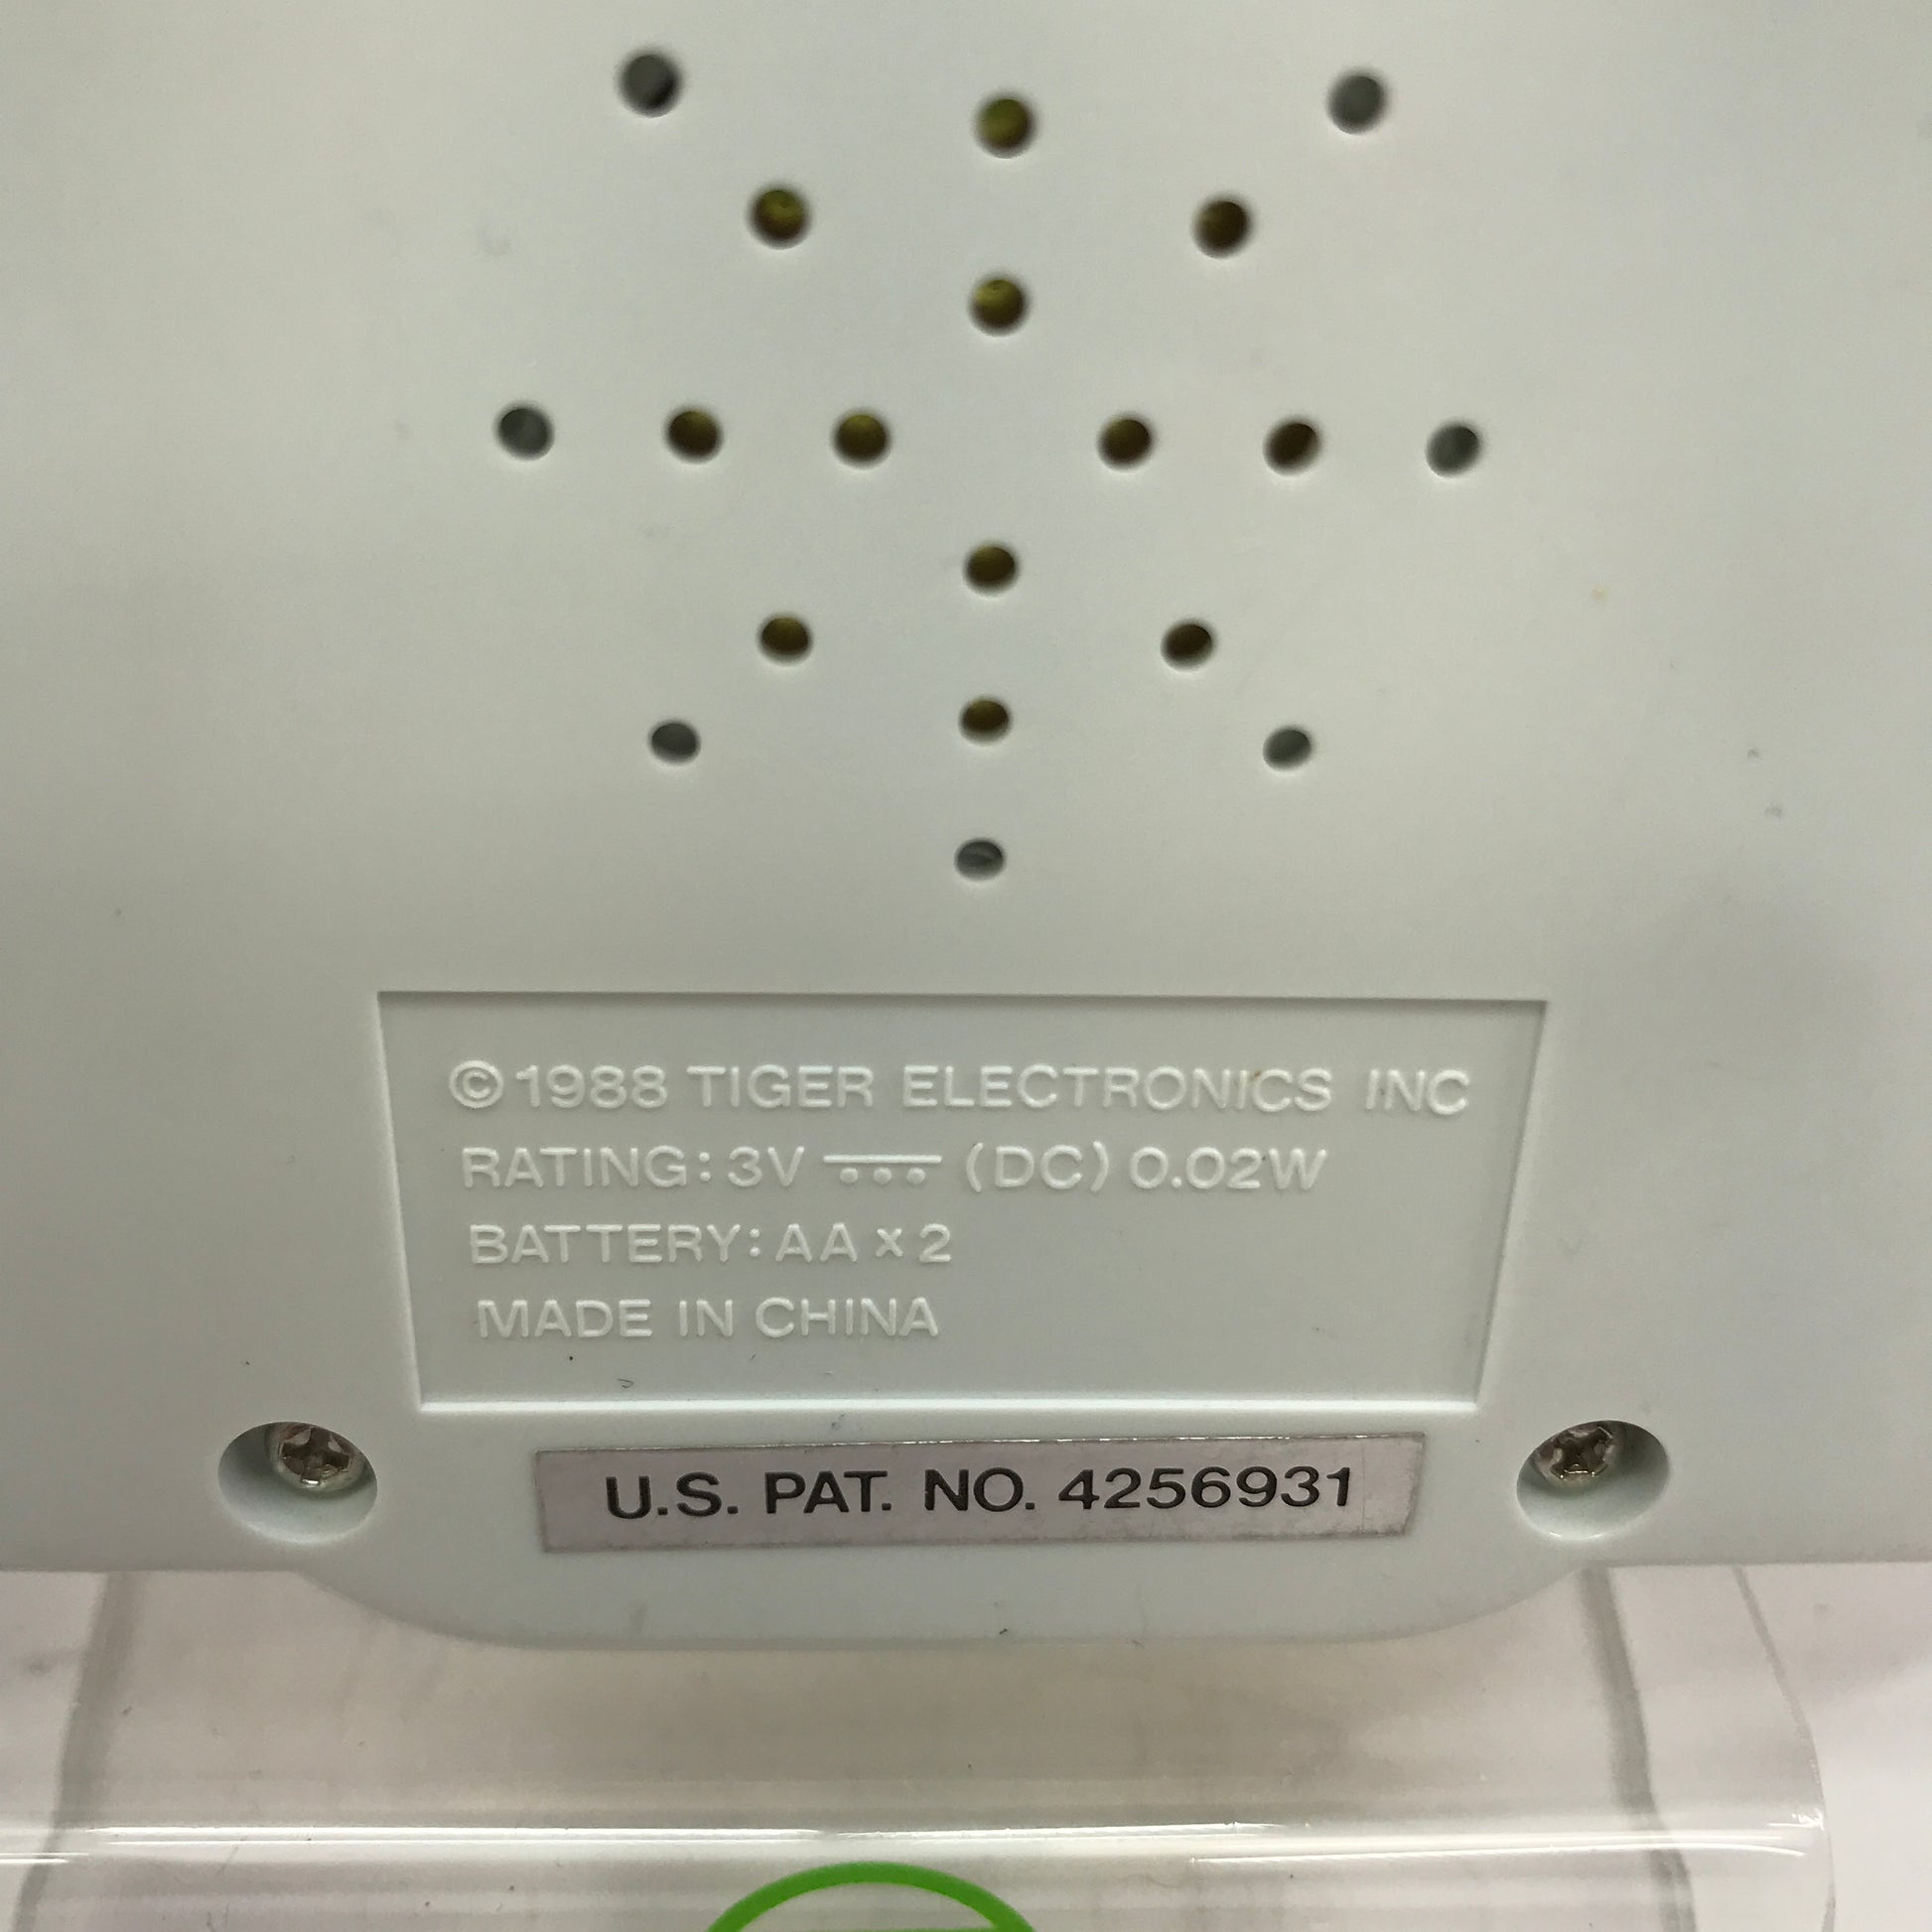 ©1988 TIGER ELECTRONICS INC
RATING: 3V ⎓ (DC) 0.02W
BATTERY: AA x 2
MADE IN CHINA
U.S. PAT. NO. 4256931